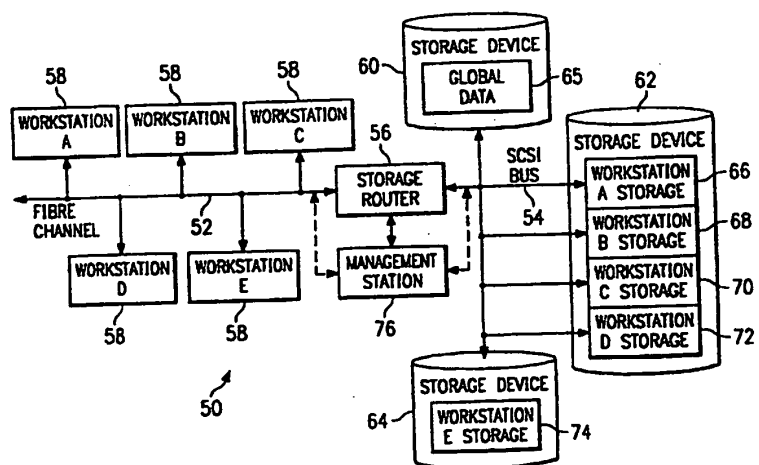 STORAGE DEVICE
60
GLOBAL
DATA
65
58
58
58
WORKSTATION
A
WORKSTATION
B
WORKSTATION
C
62
STORAGE DEVICE
56
STORAGE
ROUTER
SCSI
BUS
54
WORKSTATION
A STORAGE
66
FIBRE
CHANNEL
52
WORKSTATION
B STORAGE
68
WORKSTATION
D
WORKSTATION
E
MANAGEMENT
STATION
WORKSTATION
C STORAGE
70
58
58
76
WORKSTATION
D STORAGE
72
50
STORAGE DEVICE
64
WORKSTATION
E STORAGE
74